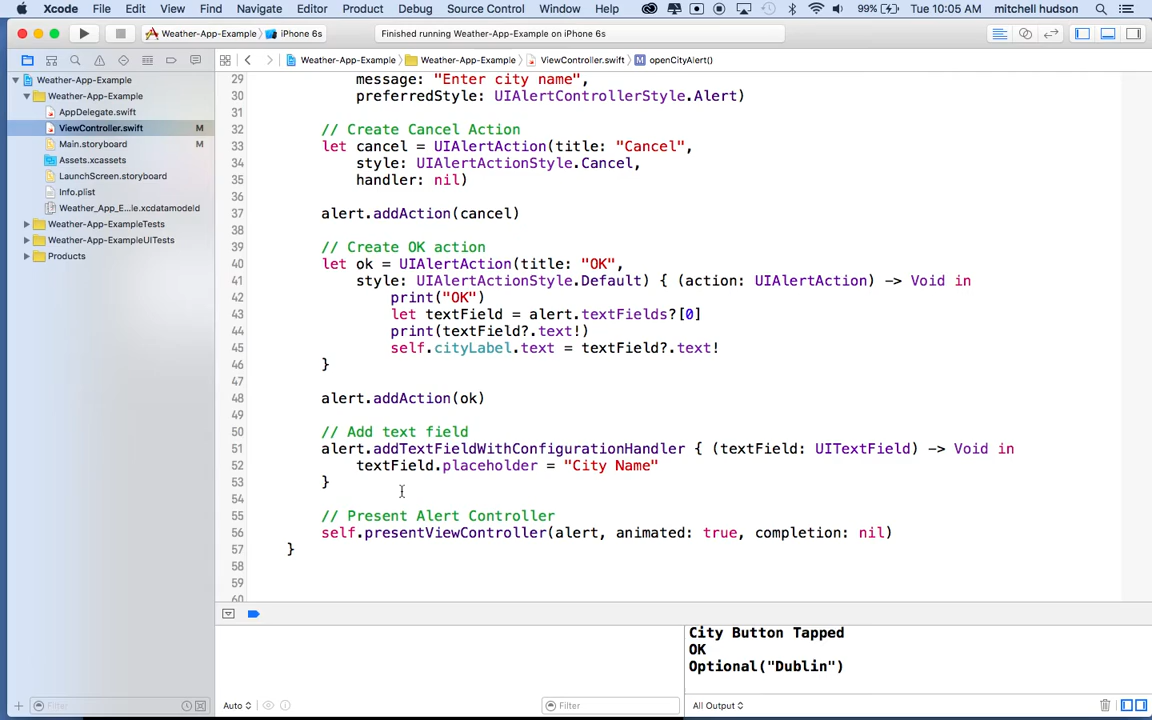 Xcode File Edit View Find Navigate Editor Product Debug Source Control Window Help 99% Tue 10:05 AM mitchell hudson
Weather-App-Example iPhone 6s Finished running Weather-App-Example on iPhone 6s
Weather-App-Example Weather-App-Example ViewController.swift M openCityAlert()
Weather-App-Example
Weather-App-Example
AppDelegate.swift
ViewController.swift M
Main.storyboard M
Assets.xcassets
LaunchScreen.storyboard
Info.plist
Weather_App_E...le.xcdatamodeld
Weather-App-ExampleTests
Weather-App-ExampleUITests
Products
29 message: "Enter city name",
30 preferredStyle: UIAlertControllerStyle.Alert)
31
32 // Create Cancel Action
33 let cancel = UIAlertAction(title: "Cancel",
34 style: UIAlertActionStyle.Cancel,
35 handler: nil)
36
37 alert.addAction(cancel)
38
39 // Create OK action
40 let ok = UIAlertAction(title: "OK",
41 style: UIAlertActionStyle.Default) { (action: UIAlertAction) -> Void in
42 print("OK")
43 let textField = alert.textFields?[0]
44 print(textField?.text!)
45 self.cityLabel.text = textField?.text!
46 }
47
48 alert.addAction(ok)
49
50 // Add text field
51 alert.addTextFieldWithConfigurationHandler { (textField: UITextField) -> Void in
52 textField.placeholder = "City Name"
53 }
54
55 // Present Alert Controller
56 self.presentViewController(alert, animated: true, completion: nil)
57 }
58
59
60
City Button Tapped
OK
Optional("Dublin")
Filter Auto Filter All Output